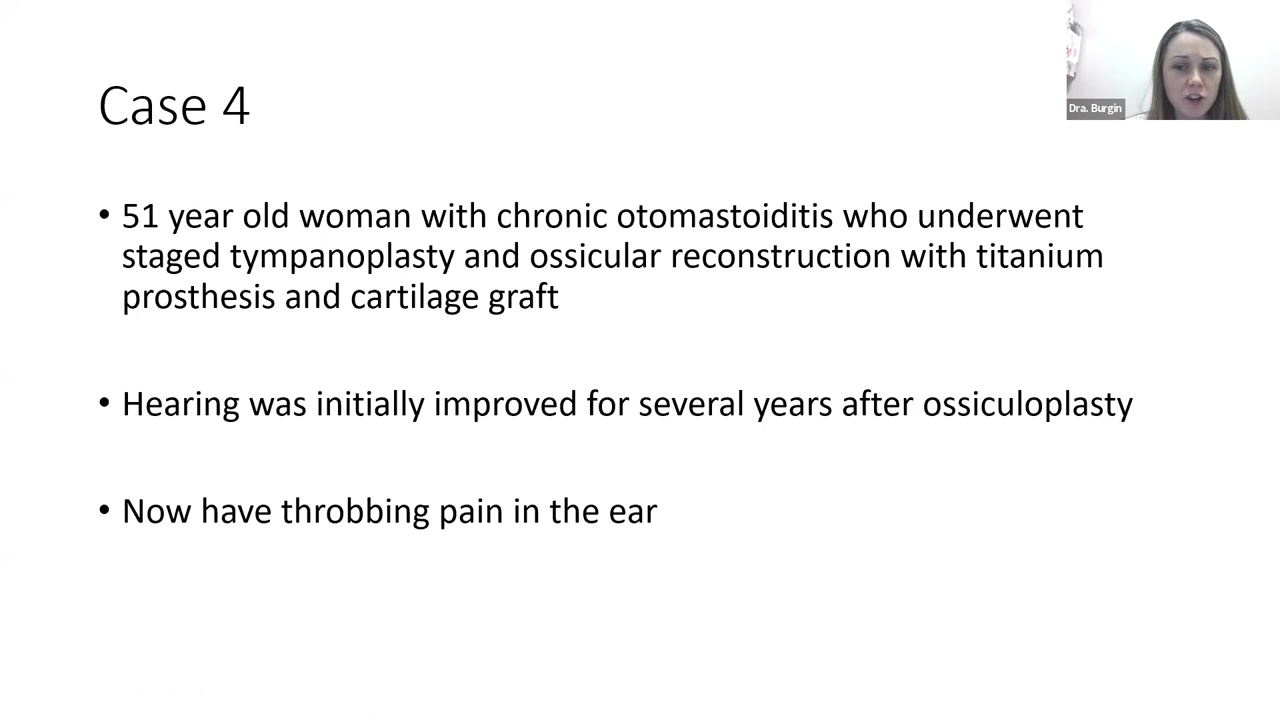 Case 4
Dra. Burgin
• 51 year old woman with chronic otomastoiditis who underwent
staged tympanoplasty and ossicular reconstruction with titanium
prosthesis and cartilage graft
• Hearing was initially improved for several years after ossiculoplasty
• Now have throbbing pain in the ear